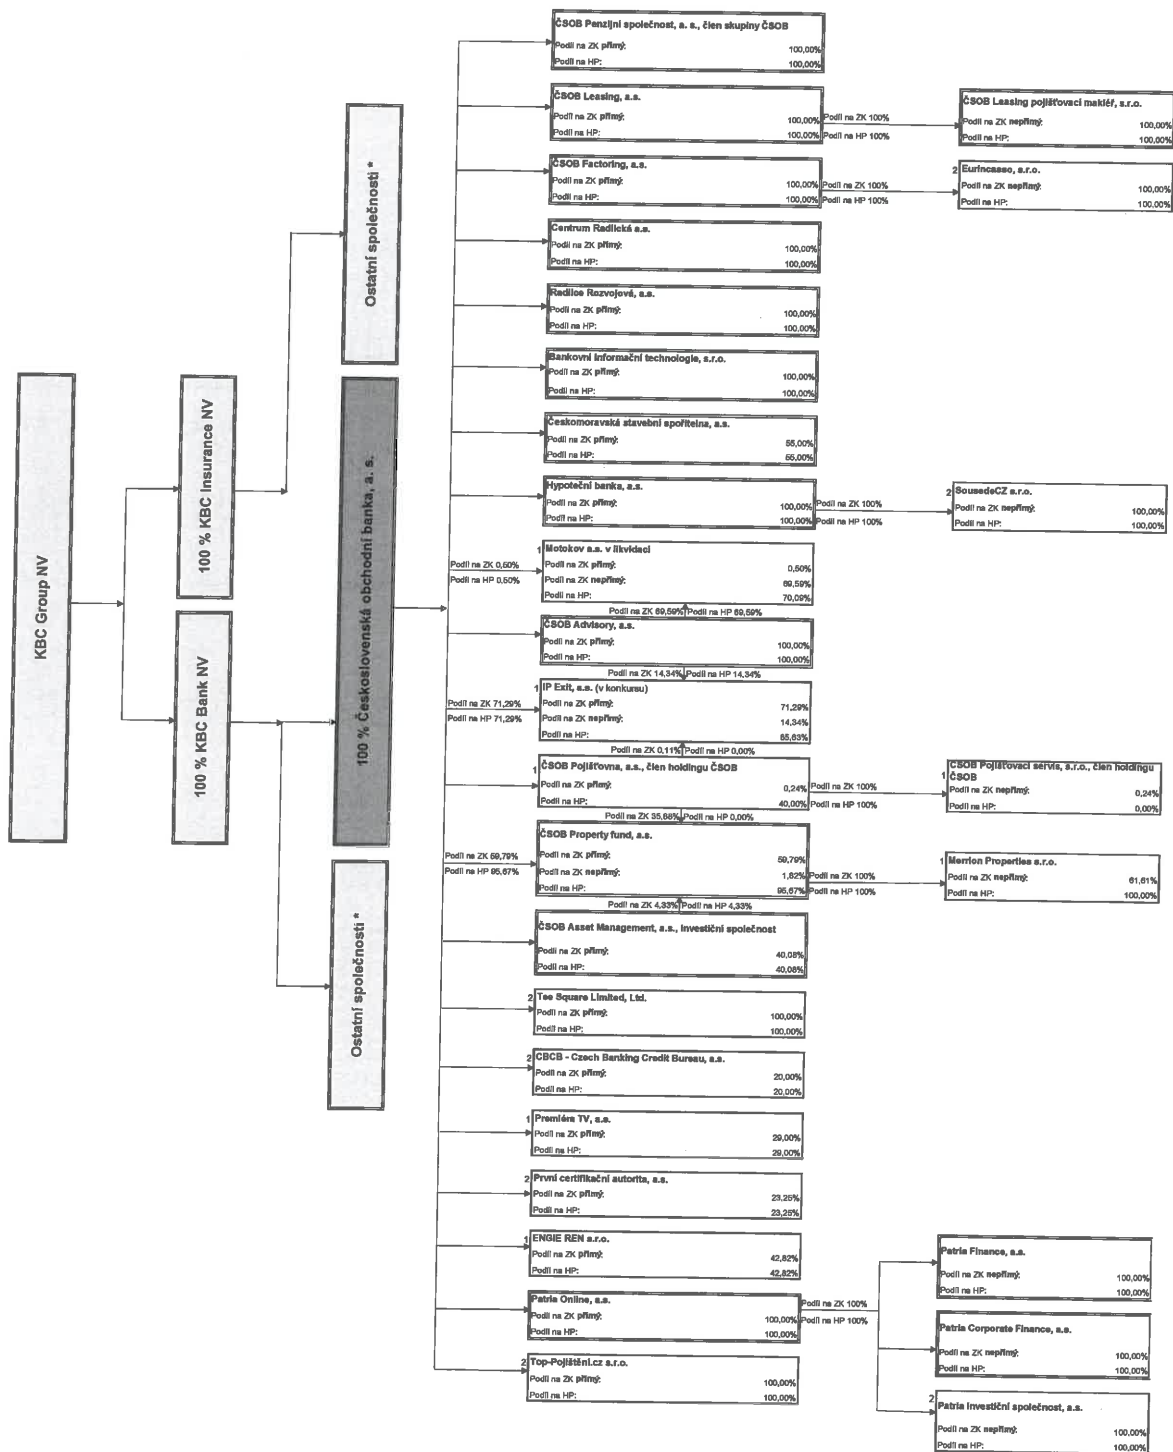 KBC Group NV
100 % KBC Insurance NV
100 % KBC Bank NV
Ostatní společnosti *
100 % Československá obchodní banka, a. s.
Ostatní společnosti *
ČSOB Penzijní společnost, a. s., člen skupiny ČSOB
Podíl na ZK přímý: 100,00%
Podíl na HP: 100,00%
ČSOB Leasing, a.s.
Podíl na ZK přímý: 100,00%
Podíl na HP: 100,00%
Podíl na ZK 100%
Podíl na HP 100%
ČSOB Leasing pojišťovací makléř, s.r.o.
Podíl na ZK nepřímý: 100,00%
Podíl na HP: 100,00%
ČSOB Factoring, a.s.
Podíl na ZK přímý: 100,00%
Podíl na HP: 100,00%
Podíl na ZK 100%
Podíl na HP 100%
2 Eurincasso, s.r.o.
Podíl na ZK nepřímý: 100,00%
Podíl na HP: 100,00%
Centrum Radlická a.s.
Podíl na ZK přímý: 100,00%
Podíl na HP: 100,00%
Radlice Rozvojová, a.s.
Podíl na ZK přímý: 100,00%
Podíl na HP: 100,00%
Bankovní informační technologie, s.r.o.
Podíl na ZK přímý: 100,00%
Podíl na HP: 100,00%
Českomoravská stavební spořitelna, a.s.
Podíl na ZK přímý: 55,00%
Podíl na HP: 55,00%
Hypoteční banka, a.s.
Podíl na ZK přímý: 100,00%
Podíl na HP: 100,00%
Podíl na ZK 100%
Podíl na HP 100%
2 SousedeCZ s.r.o.
Podíl na ZK nepřímý: 100,00%
Podíl na HP: 100,00%
Podíl na ZK 0,50%
Podíl na HP 0,50%
1 Motokov a.s. v likvidaci
Podíl na ZK přímý: 0,50%
Podíl na ZK nepřímý: 69,59%
Podíl na HP: 70,09%
Podíl na ZK 69,59% Podíl na HP 69,59%
ČSOB Advisory, a.s.
Podíl na ZK přímý: 100,00%
Podíl na HP: 100,00%
Podíl na ZK 14,34% Podíl na HP 14,34%
Podíl na ZK 71,29%
Podíl na HP 71,29%
1 IP Exit, a.s. (v konkursu)
Podíl na ZK přímý: 71,29%
Podíl na ZK nepřímý: 14,34%
Podíl na HP: 85,63%
Podíl na ZK 0,11% Podíl na HP 0,00%
1 ČSOB Pojišťovna, a.s., člen holdingu ČSOB
Podíl na ZK přímý: 0,24%
Podíl na HP: 40,00%
Podíl na ZK 100%
Podíl na HP 100%
1 ČSOB Pojišťovací servis, s.r.o., člen holdingu
ČSOB
Podíl na ZK nepřímý: 0,24%
Podíl na HP: 0,00%
Podíl na ZK 35,88% Podíl na HP 0,00%
Podíl na ZK 59,79%
Podíl na HP 95,67%
ČSOB Property fund, a.s.
Podíl na ZK přímý: 59,79%
Podíl na ZK nepřímý: 1,82%
Podíl na HP: 95,67%
Podíl na ZK 100%
Podíl na HP 100%
1 Merrion Properties s.r.o.
Podíl na ZK nepřímý: 61,61%
Podíl na HP: 100,00%
Podíl na ZK 4,33% Podíl na HP 4,33%
ČSOB Asset Management, a.s., investiční společnost
Podíl na ZK přímý: 40,08%
Podíl na HP: 40,08%
2 Tee Square Limited, Ltd.
Podíl na ZK přímý: 100,00%
Podíl na HP: 100,00%
2 CBCB - Czech Banking Credit Bureau, a.s.
Podíl na ZK přímý: 20,00%
Podíl na HP: 20,00%
1 Premiéra TV, a.s.
Podíl na ZK přímý: 29,00%
Podíl na HP: 29,00%
2 První certifikační autorita, a.s.
Podíl na ZK přímý: 23,25%
Podíl na HP: 23,25%
1 ENGIE REN s.r.o.
Podíl na ZK přímý: 42,82%
Podíl na HP: 42,82%
Patria Online, a.s.
Podíl na ZK přímý: 100,00%
Podíl na HP: 100,00%
Podíl na ZK 100%
Podíl na HP 100%
Patria Finance, a.s.
Podíl na ZK nepřímý: 100,00%
Podíl na HP: 100,00%
Patria Corporate Finance, a.s.
Podíl na ZK nepřímý: 100,00%
Podíl na HP: 100,00%
2 Patria investiční společnost, a.s.
Podíl na ZK nepřímý: 100,00%
Podíl na HP: 100,00%
2 Top-Pojištění.cz s.r.o.
Podíl na ZK přímý: 100,00%
Podíl na HP: 100,00%